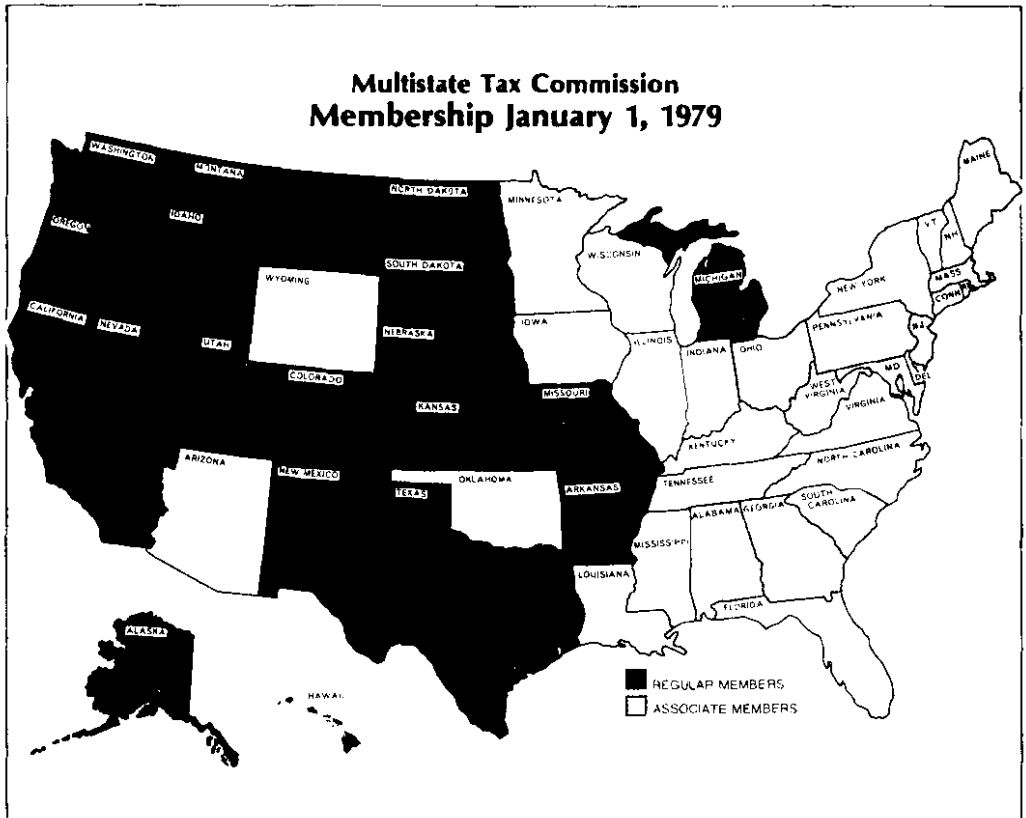 Multistate Tax Commission
Membership January 1, 1979
WASHINGTON
MONTANA
NORTH DAKOTA
MINNESOTA
MAINE
OREGON
IDAHO
SOUTH DAKOTA
WISCONSIN
MICHIGAN
VT
NH
WYOMING
NEW YORK
MASS
CONN
CALIFORNIA
NEVADA
UTAH
NEBRASKA
IOWA
PENNSYLVANIA
COLORADO
ILLINOIS
INDIANA
OHIO
MD
DEL
KANSAS
MISSOURI
WEST
VIRGINIA
VIRGINIA
KENTUCKY
NORTH CAROLINA
ARIZONA
NEW MEXICO
TEXAS
OKLAHOMA
ARKANSAS
TENNESSEE
SOUTH
CAROLINA
MISSISSIPPI
ALABAMA
GEORGIA
LOUISIANA
FLORIDA
ALASKA
HAWAII
REGULAR MEMBERS
ASSOCIATE MEMBERS